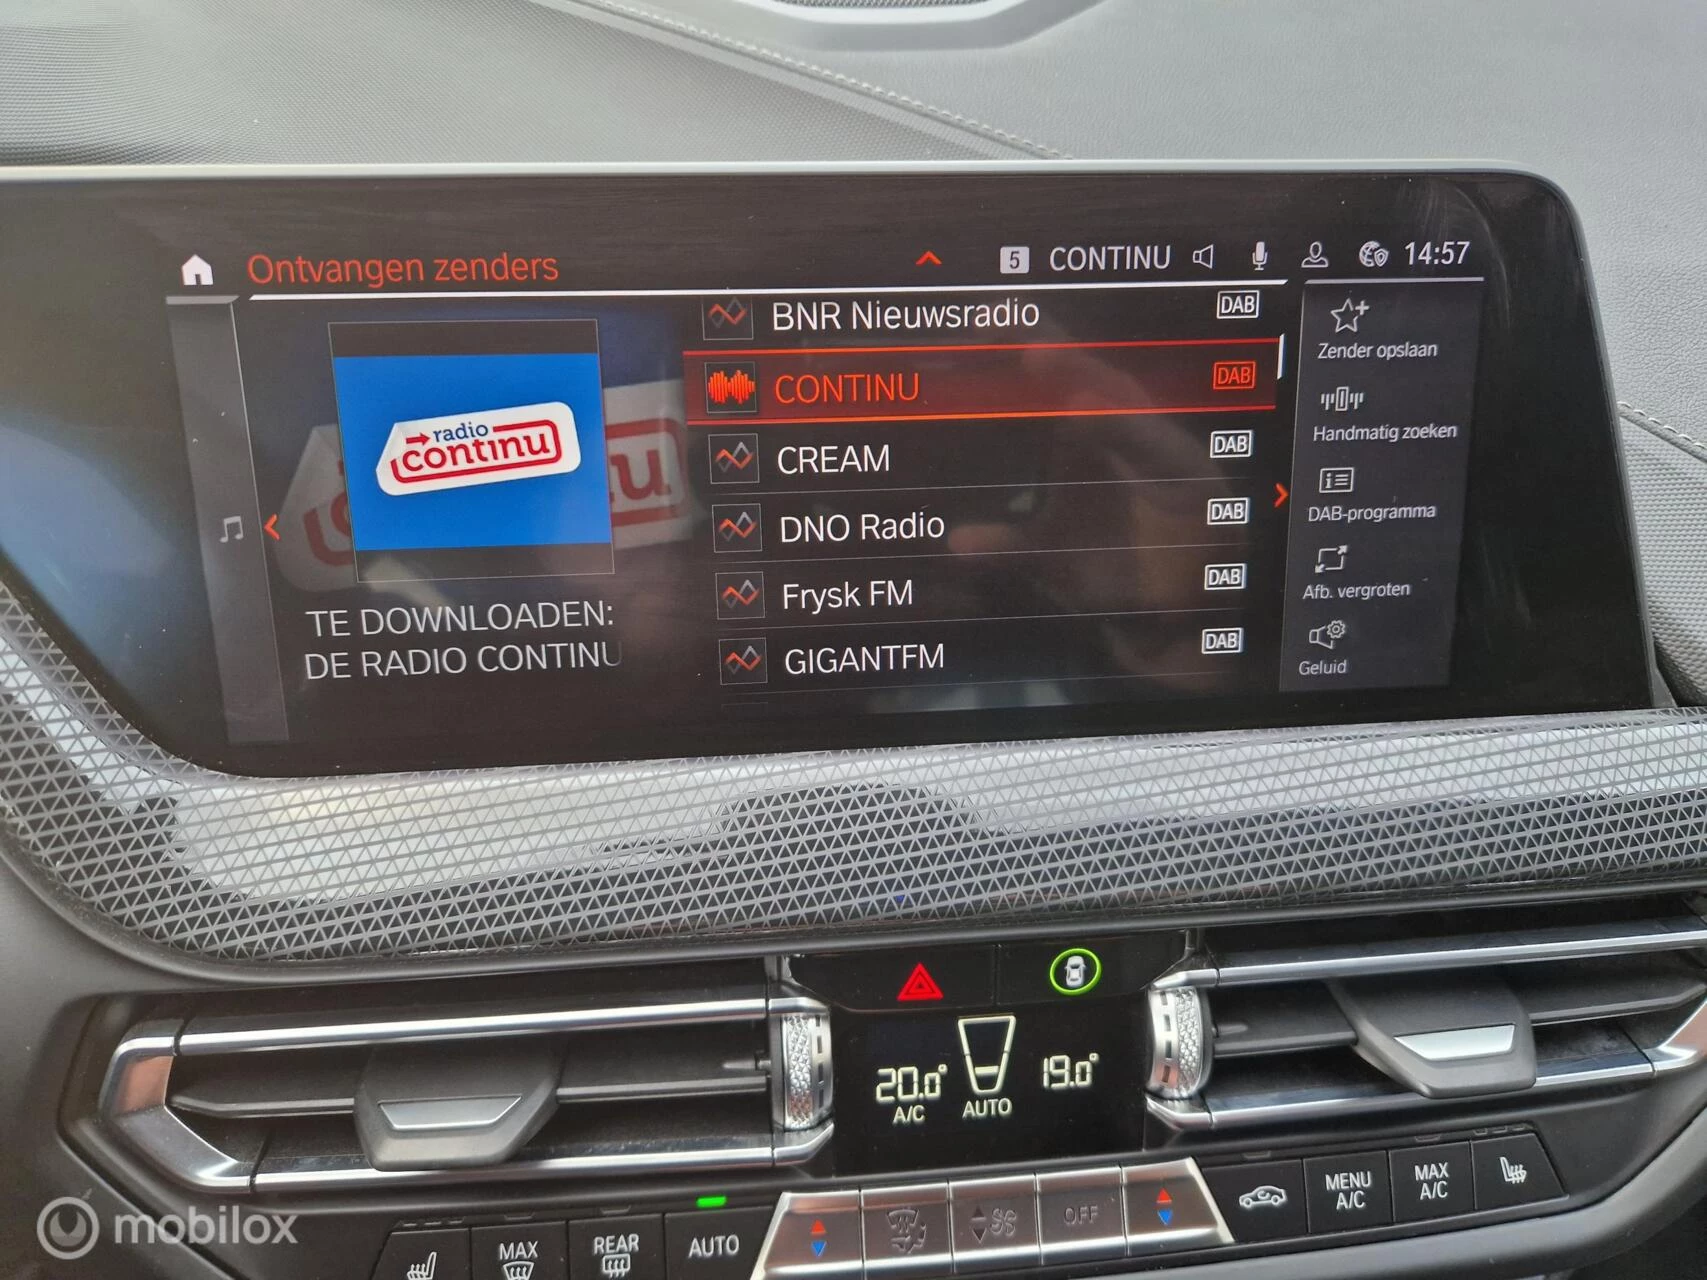 Ontvangen zenders
5 CONTINU 14:57
radio
continu
TE DOWNLOADEN:
DE RADIO CONTINU
BNR Nieuwsradio DAB
CONTINU DAB
CREAM DAB
DNO Radio DAB
Frysk FM DAB
GIGANTFM DAB
Zender opslaan
Handmatig zoeken
DAB-programma
Afb. vergroten
Geluid
20.0° 19.0°
A/C AUTO
MAX
REAR
AUTO
OFF
MENU
A/C
MAX
A/C
mobilox